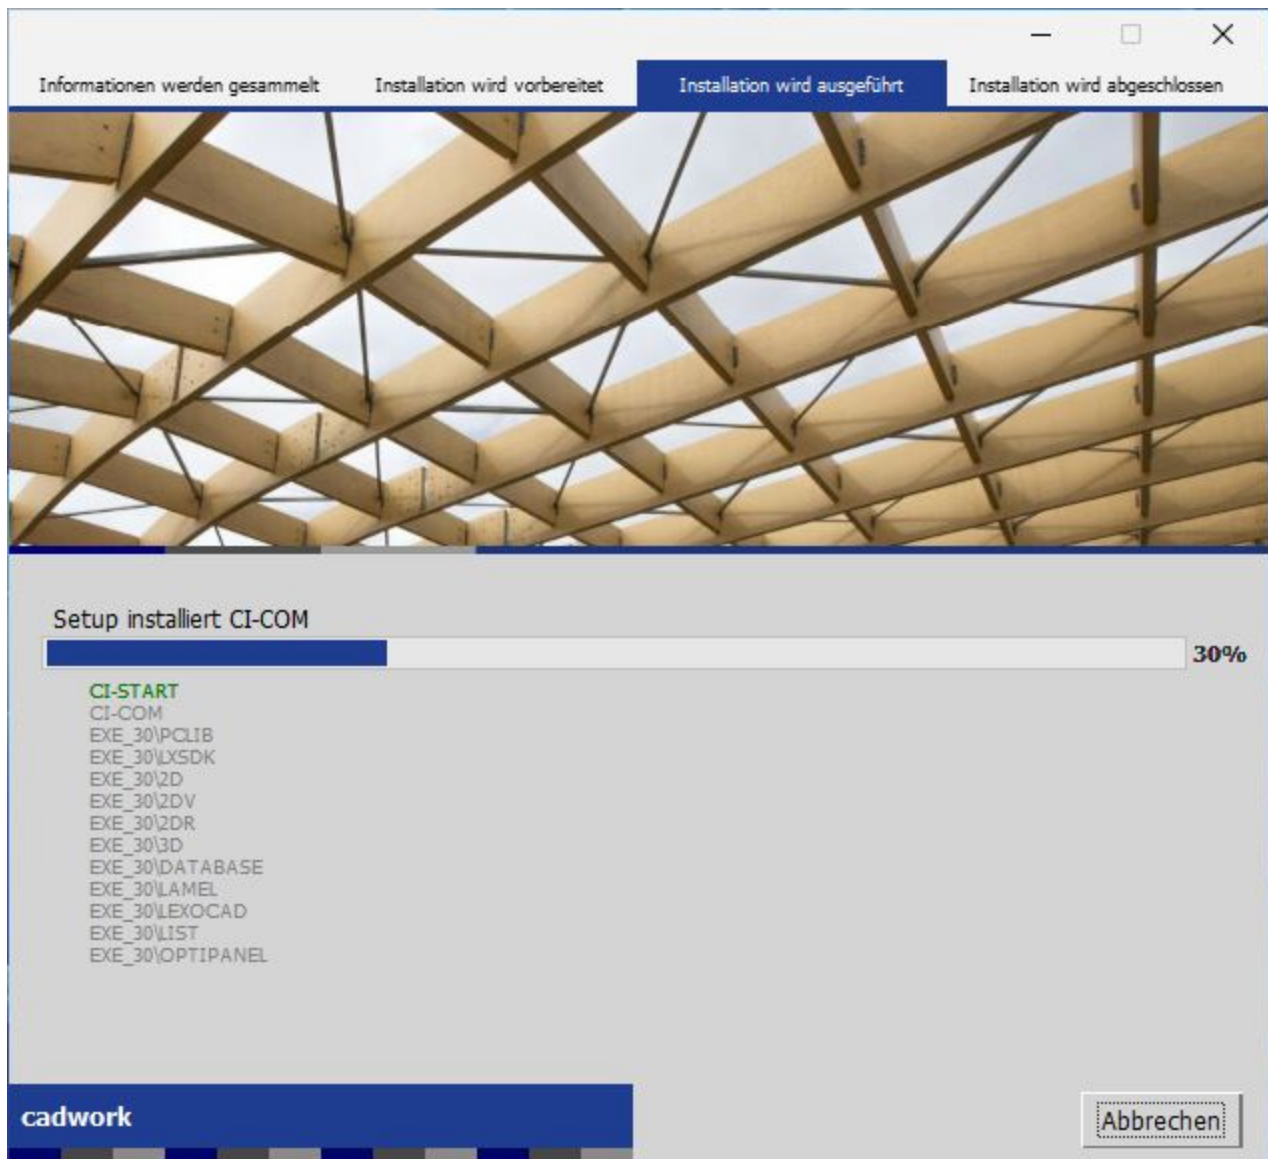 Informationen werden gesammelt Installation wird vorbereitet Installation wird ausgeführt Installation wird abgeschlossen
Setup installiert CI-COM
30%
CI-START
CI-COM
EXE_30\PCLIB
EXE_30\LXSDK
EXE_30\2D
EXE_30\2DV
EXE_30\2DR
EXE_30\3D
EXE_30\DATABASE
EXE_30\LAMEL
EXE_30\LEXOCAD
EXE_30\LIST
EXE_30\OPTIPANEL
cadwork
Abbrechen